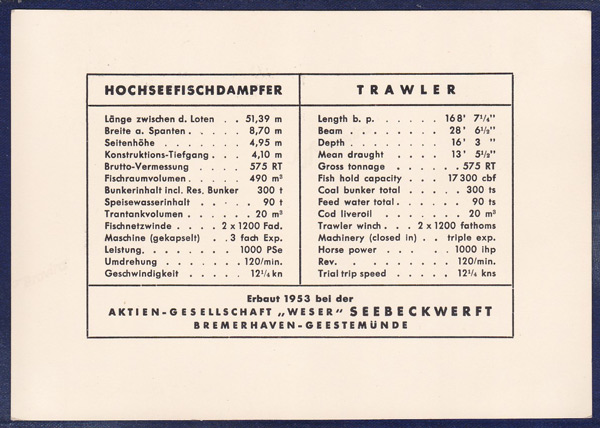 HOCHSEEFISCHDAMPFER
Länge zwischen d. Loten . . 51,39 m
Breite a. Spanten . . . . . 8,70 m
Seitenhöhe . . . . . . . . 4,95 m
Konstruktions-Tiefgang . . 4,10 m
Brutto-Vermessung . . . . 575 RT
Fischraumvolumen . . . . . 490 m³
Bunkerinhalt incl. Res. Bunker 300 t
Speisewasserinhalt . . . . 90 t
Trantankvolumen . . . . . 20 m³
Fischnetzwinde . . . 2 x 1200 Fad.
Maschine (gekapselt) . . 3 fach Exp.
Leistung . . . . . . . . 1000 PSe
Umdrehung . . . . . . . 120/min.
Geschwindigkeit . . . . . 12¼ kn
TRAWLER
Length b. p. . . . . . . 168' 7¼"
Beam . . . . . . . . . 28' 6½"
Depth . . . . . . . . . 16' 3 "
Mean draught . . . . . 13' 5½"
Gross tonnage . . . . . 575 RT
Fish hold capacity . . . 17 300 cbf
Coal bunker total . . . . 300 ts
Feed water total . . . . . 90 ts
Cod liveroil . . . . . . 20 m³
Trawler winch . . . 2 x 1200 fathoms
Machinery (closed in) . . triple exp.
Horse power . . . . . 1000 ihp
Rev. . . . . . . . . . 120/min.
Trial trip speed . . . . . 12¼ kns
Erbaut 1953 bei der
AKTIEN-GESELLSCHAFT „WESER" SEEBECKWERFT
BREMERHAVEN-GEESTEMÜNDE